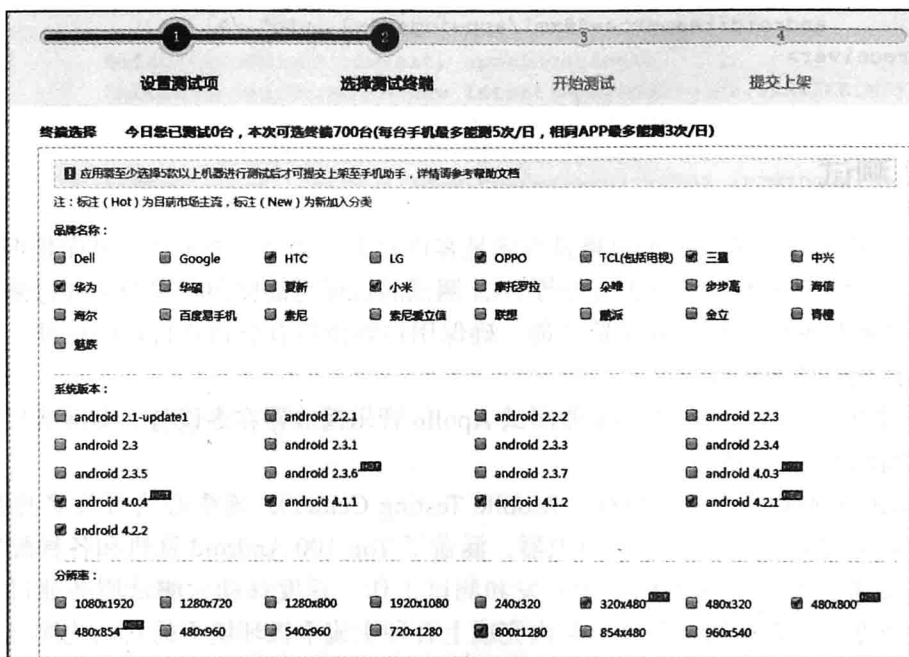 1 2 3 4
设置测试项 选择测试终端 开始测试 提交上架
终端选择 今日您已测试0台，本次可选终端700台(每台手机最多能测5次/日，相同APP最多能测3次/日)
应用需至少选择5款以上机器进行测试后才可提交上架至手机助手，详情请参考帮助文档
注：标注（Hot）为目前市场主流，标注（New）为新加入分类
品牌名称：
Dell Google HTC LG OPPO TCL(包括电视) 三星 中兴
华为 华硕 夏新 小米 摩托罗拉 朵唯 步步高 海信
海尔 百度易手机 索尼 索尼爱立信 联想 酷派 金立 青橙
魅族
系统版本：
android 2.1-update1 android 2.2.1 android 2.2.2 android 2.2.3
android 2.3 android 2.3.1 android 2.3.3 android 2.3.4
android 2.3.5 android 2.3.6 HOT android 2.3.7 android 4.0.3 HOT
android 4.0.4 HOT android 4.1.1 android 4.1.2 android 4.2.1 HOT
android 4.2.2
分辨率：
1080x1920 1280x720 1280x800 1920x1080 240x320 320x480 HOT 480x320 480x800 HOT
480x854 HOT 480x960 540x960 720x1280 800x1280 854x480 960x540